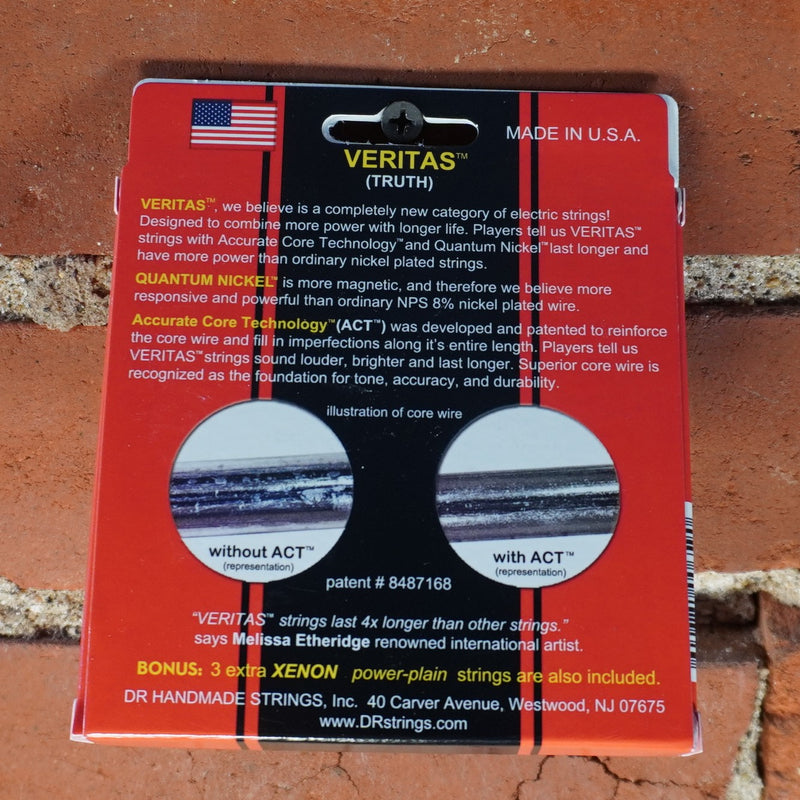 MADE IN U.S.A.
VERITAS™
(TRUTH)
VERITAS™, we believe is a completely new category of electric strings!
Designed to combine more power with longer life. Players tell us VERITAS™
strings with Accurate Core Technology™ and Quantum Nickel™ last longer and
have more power than ordinary nickel plated strings.
QUANTUM NICKEL™ is more magnetic, and therefore we believe more
responsive and powerful than ordinary NPS 8% nickel plated wire.
Accurate Core Technology™ (ACT™) was developed and patented to reinforce
the core wire and fill in imperfections along it's entire length. Players tell us
VERITAS™ strings sound louder, brighter and last longer. Superior core wire is
recognized as the foundation for tone, accuracy, and durability.
illustration of core wire
without ACT™
(representation)
with ACT™
(representation)
patent # 8487168
"VERITAS™ strings last 4x longer than other strings."
says Melissa Etheridge renowned international artist.
BONUS: 3 extra XENON power-plain strings are also included.
DR HANDMADE STRINGS, Inc. 40 Carver Avenue, Westwood, NJ 07675
www.DRstrings.com